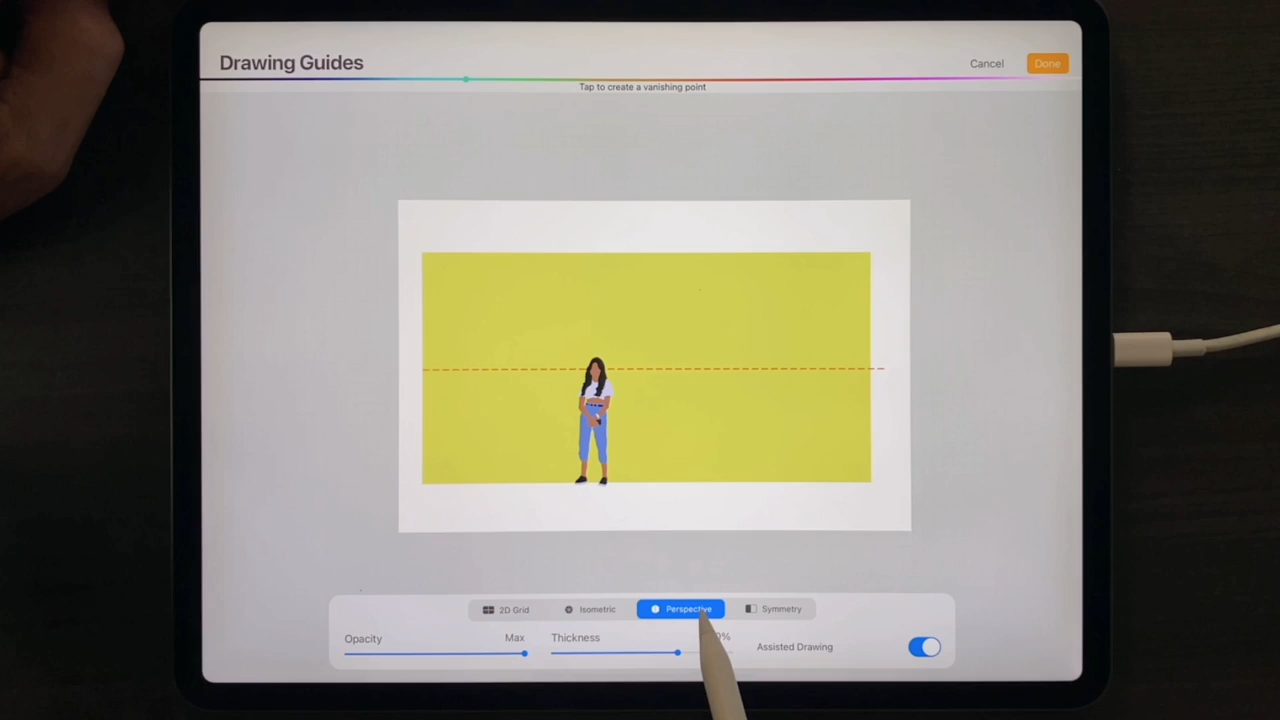 Drawing Guides
Cancel
Done
Tap to create a vanishing point
2D Grid
Isometric
Perspective
Symmetry
Opacity
Max
Thickness
Assisted Drawing